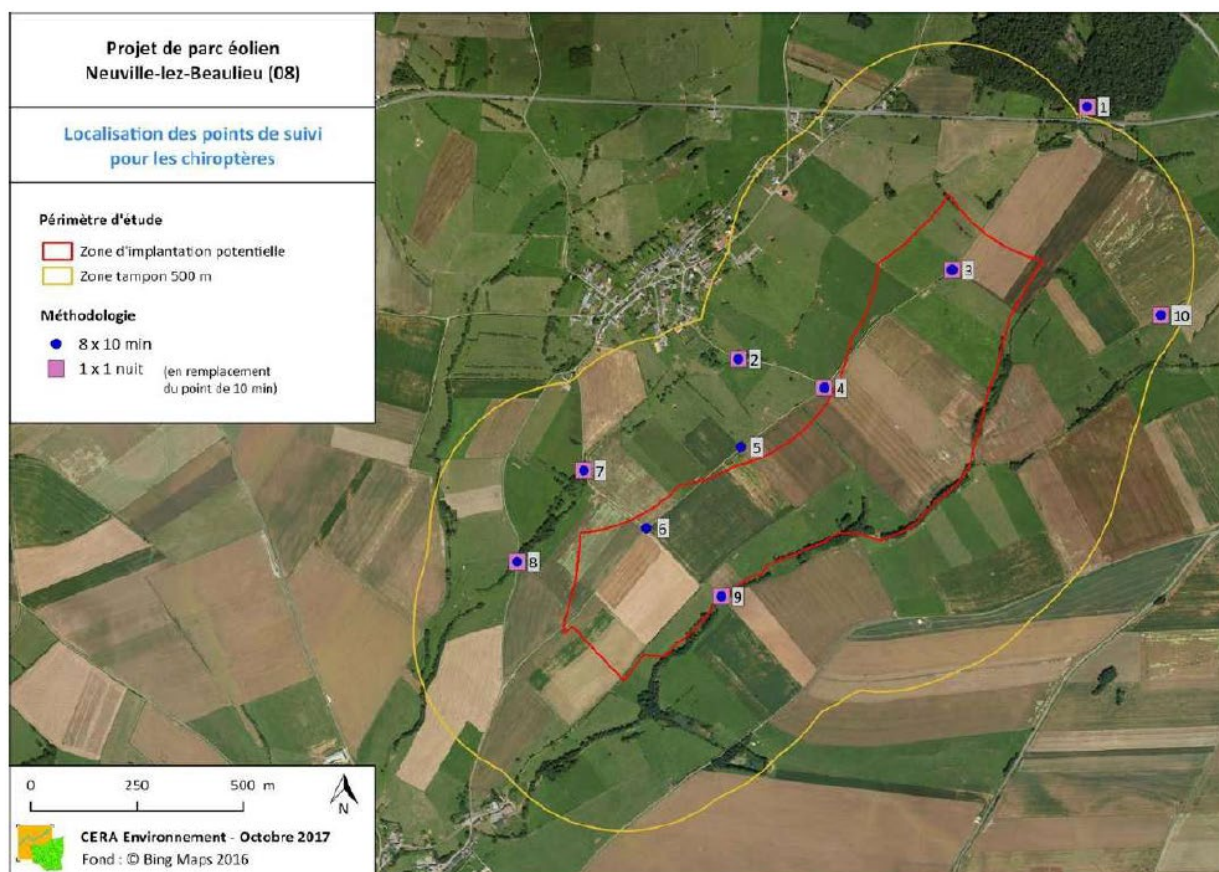 Projet de parc éolien
Neuville-lez-Beaulieu (08)
Localisation des points de suivi
pour les chiroptères
Périmètre d'étude
Zone d'implantation potentielle
Zone tampon 500 m
Méthodologie
8 x 10 min
1 x 1 nuit (en remplacement
du point de 10 min)
1
3
10
2
4
5
7
6
8
9
0 250 500 m
N
CERA Environnement - Octobre 2017
Fond : © Bing Maps 2016